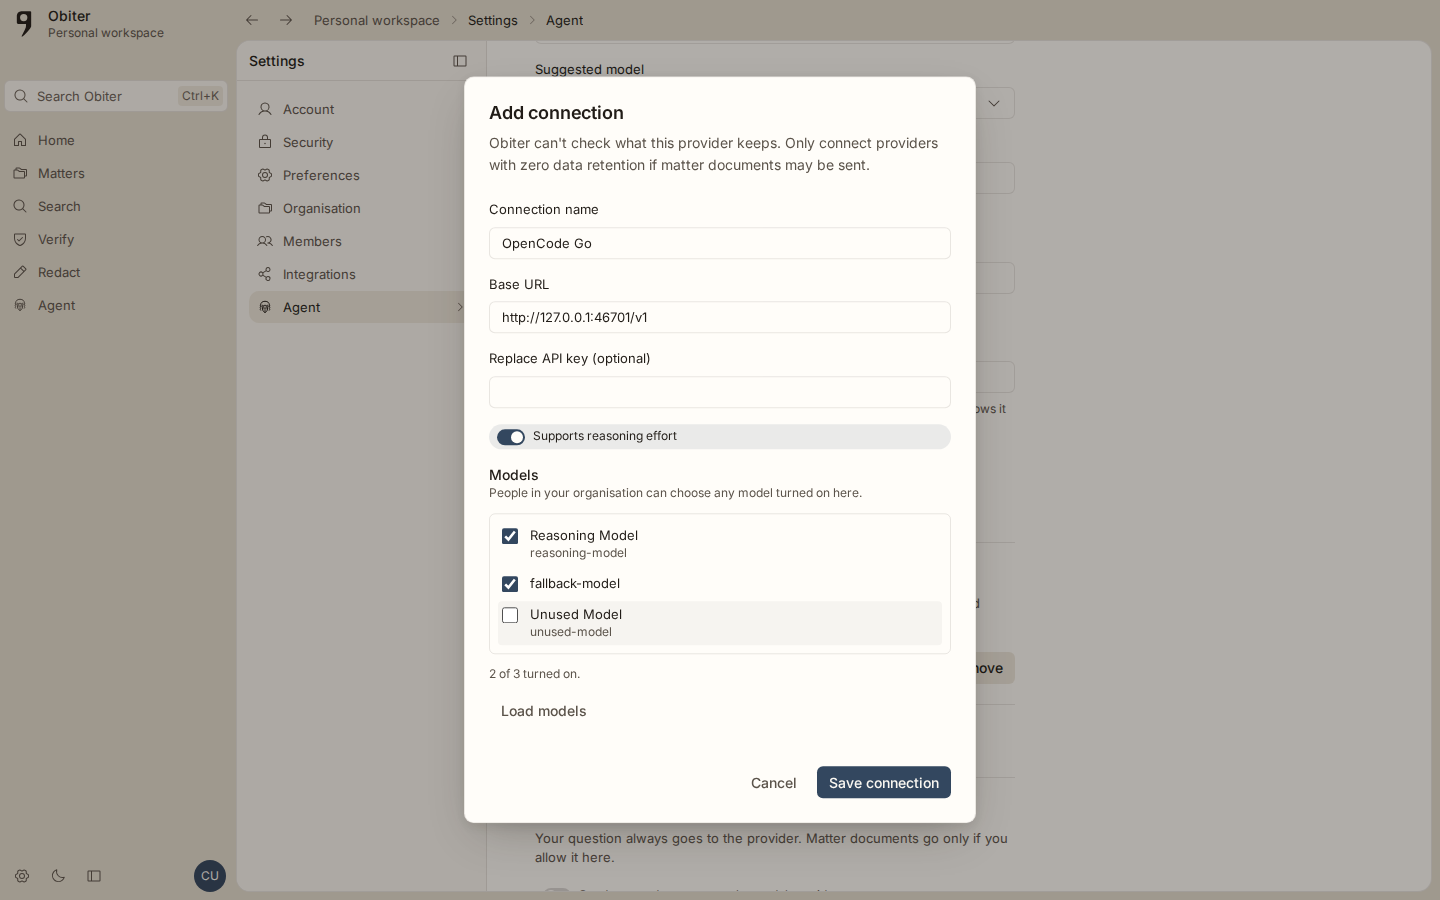 Obiter
Personal workspace
Personal workspace
Settings
Agent
Search Obiter
Ctrl+K
Home
Matters
Search
Verify
Redact
Agent
CU
Settings
Account
Security
Preferences
Organisation
Members
Integrations
Agent
Suggested model
Add connection
Obiter can't check what this provider keeps. Only connect providers
with zero data retention if matter documents may be sent.
Connection name
OpenCode Go
Base URL
http://127.0.0.1:46701/v1
Replace API key (optional)
Supports reasoning effort
Models
People in your organisation can choose any model turned on here.
Reasoning Model
reasoning-model
fallback-model
Unused Model
unused-model
2 of 3 turned on.
Load models
Cancel
Save connection
it
Your question always goes to the provider. Matter documents go only if you
allow it here.